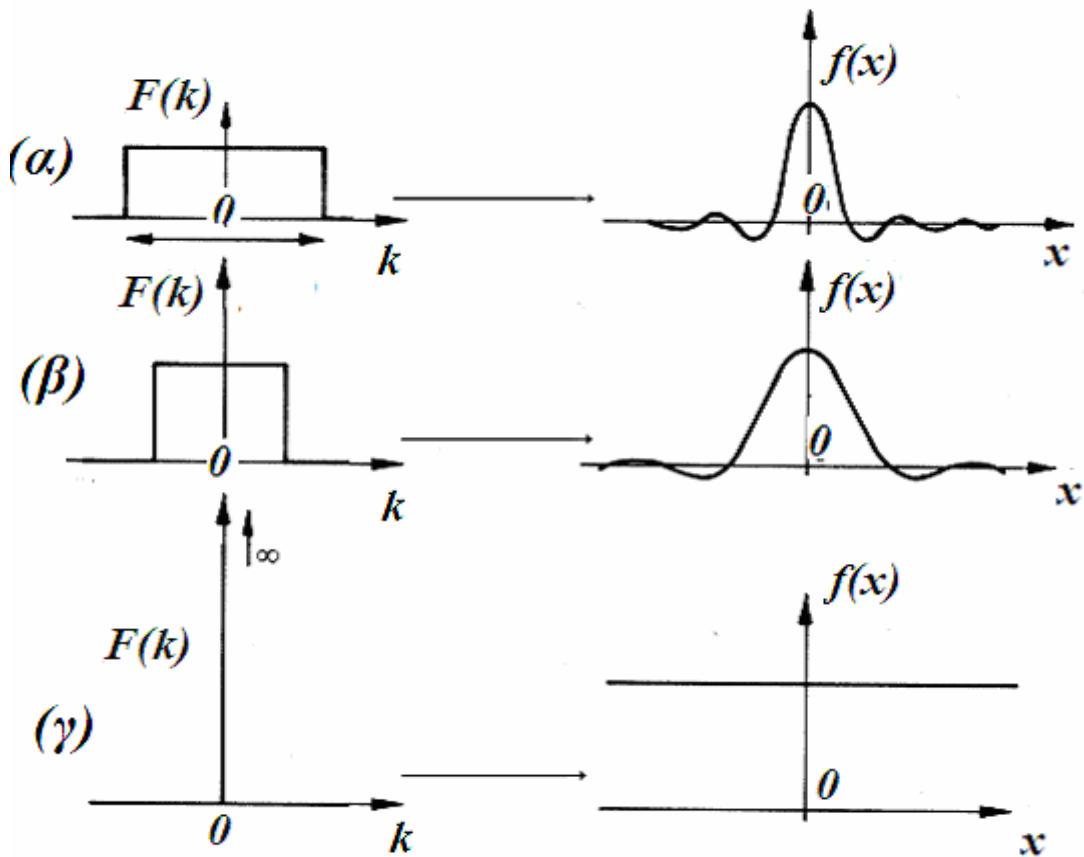 f(x)
F(k)
(α)
0
0
k
x
F(k)
f(x)
(β)
0
0
k
x
∞
f(x)
F(k)
(γ)
0
0
k
x